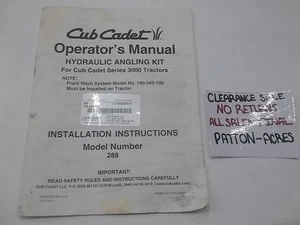 Cub Cadet
Operator's Manual
HYDRAULIC ANGLING KIT
For Cub Cadet Series 3000 Tractors
NOTE:
Front Hitch System Model No. 190-343-100
Must be Installed on Tractor.
INSTALLATION INSTRUCTIONS
Model Number
288
IMPORTANT:
READ SAFETY RULES AND INSTRUCTIONS CAREFULLY
CLEARANCE SALE
NO RETURNS
ALL SALES FINAL
PATTON-ACRES